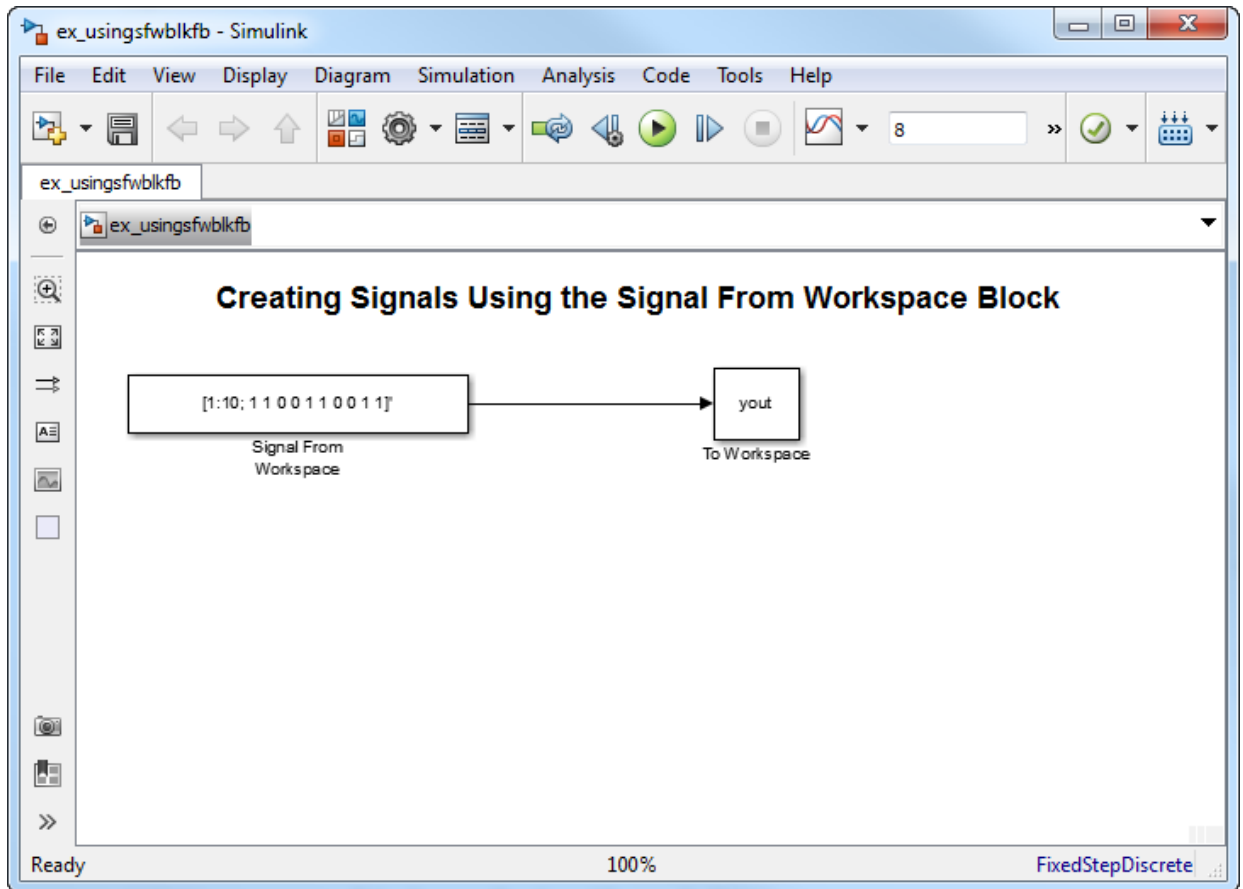 ex_usingsfwblkfb - Simulink
File Edit View Display Diagram Simulation Analysis Code Tools Help
8 »
ex_usingsfwblkfb
ex_usingsfwblkfb
Creating Signals Using the Signal From Workspace Block
[1:10; 1 1 0 0 1 1 0 0 1 1]'
yout
Signal From
Workspace
To Workspace
Ready 100% FixedStepDiscrete